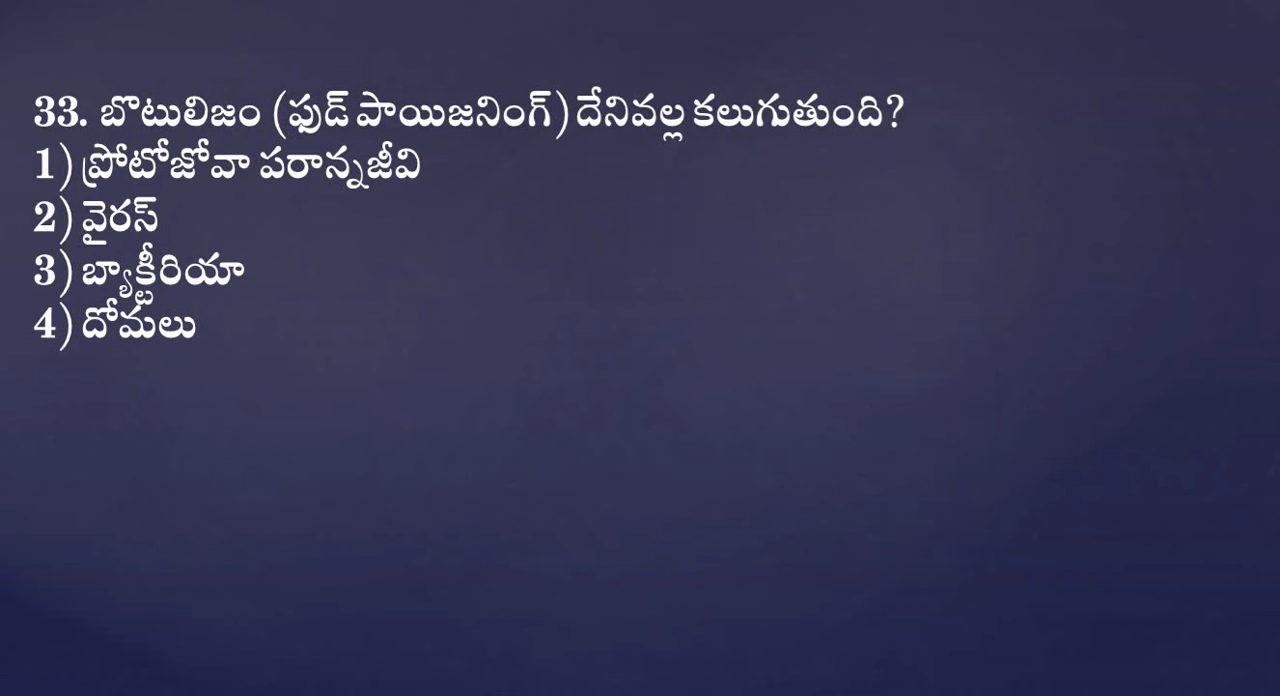 33. బొటులిజం (ఫుడ్ పాయిజనింగ్) దేనివల్ల కలుగుతుంది?
1) ప్రోటోజోవా పరాన్నజీవి
2) వైరస్
3) బ్యాక్టీరియా
4) దోమలు